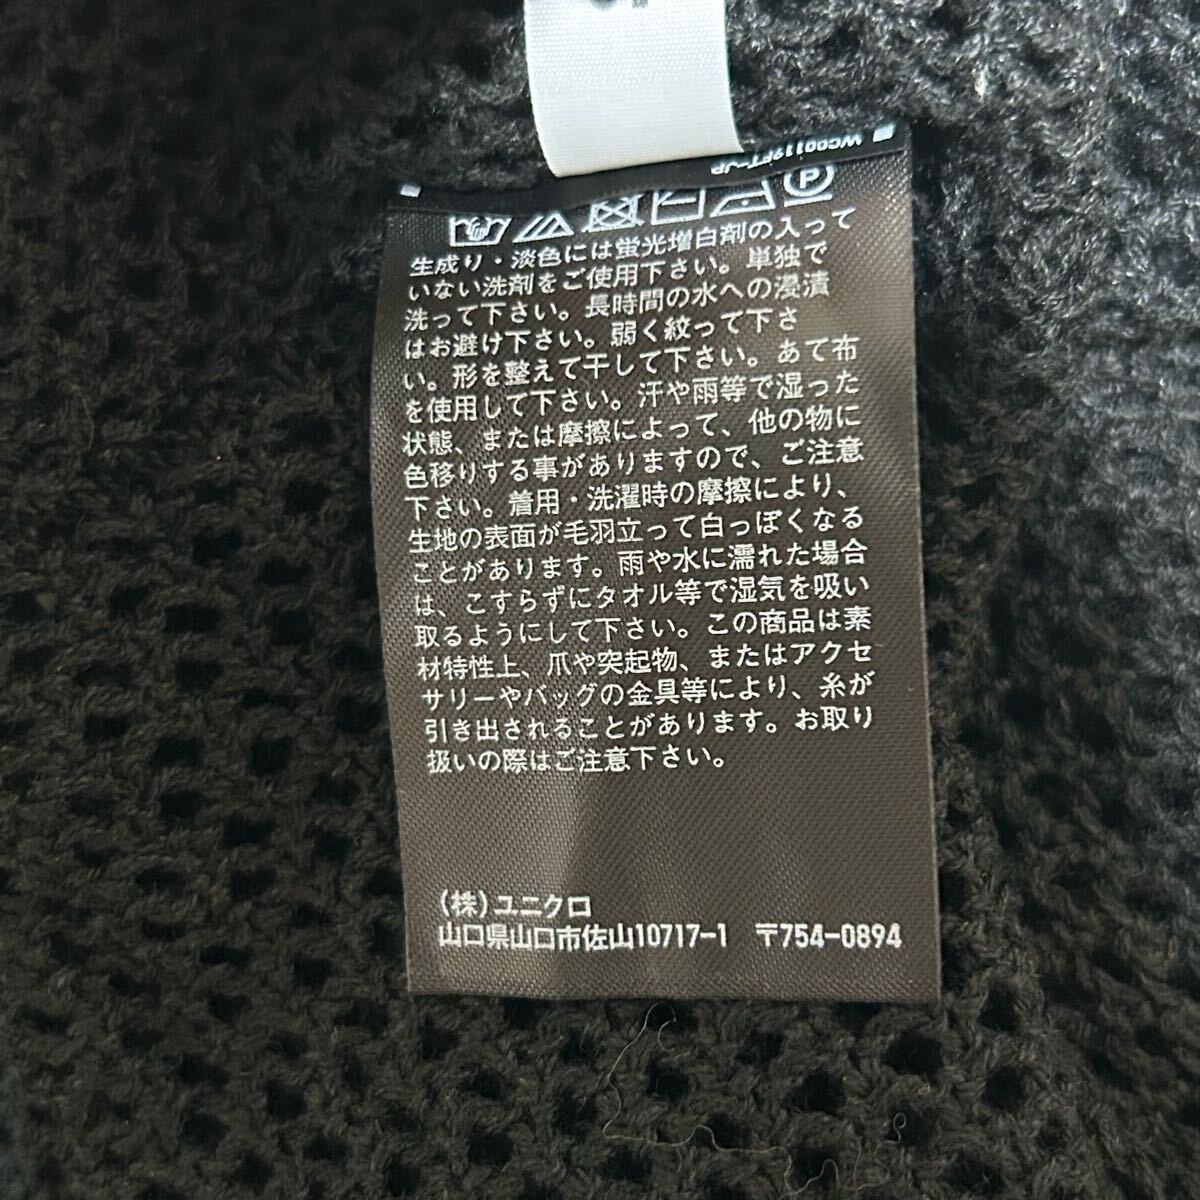 WC00119FT-JP
生成り・淡色には蛍光増白剤の入って
いない洗剤をご使用下さい。単独で
洗って下さい。長時間の水への浸漬
はお避け下さい。弱く絞って下さ
い。形を整えて干して下さい。あて布
を使用して下さい。汗や雨等で湿った
状態、または摩擦によって、他の物に
色移りする事がありますので、ご注意
下さい。着用・洗濯時の摩擦により、
生地の表面が毛羽立って白っぽくなる
ことがあります。雨や水に濡れた場合
は、こすらずにタオル等で湿気を吸い
取るようにして下さい。この商品は素
材特性上、爪や突起物、またはアクセ
サリーやバッグの金具等により、糸が
引き出されることがあります。お取り
扱いの際はご注意下さい。
(株)ユニクロ
山口県山口市佐山10717-1 〒754-0894